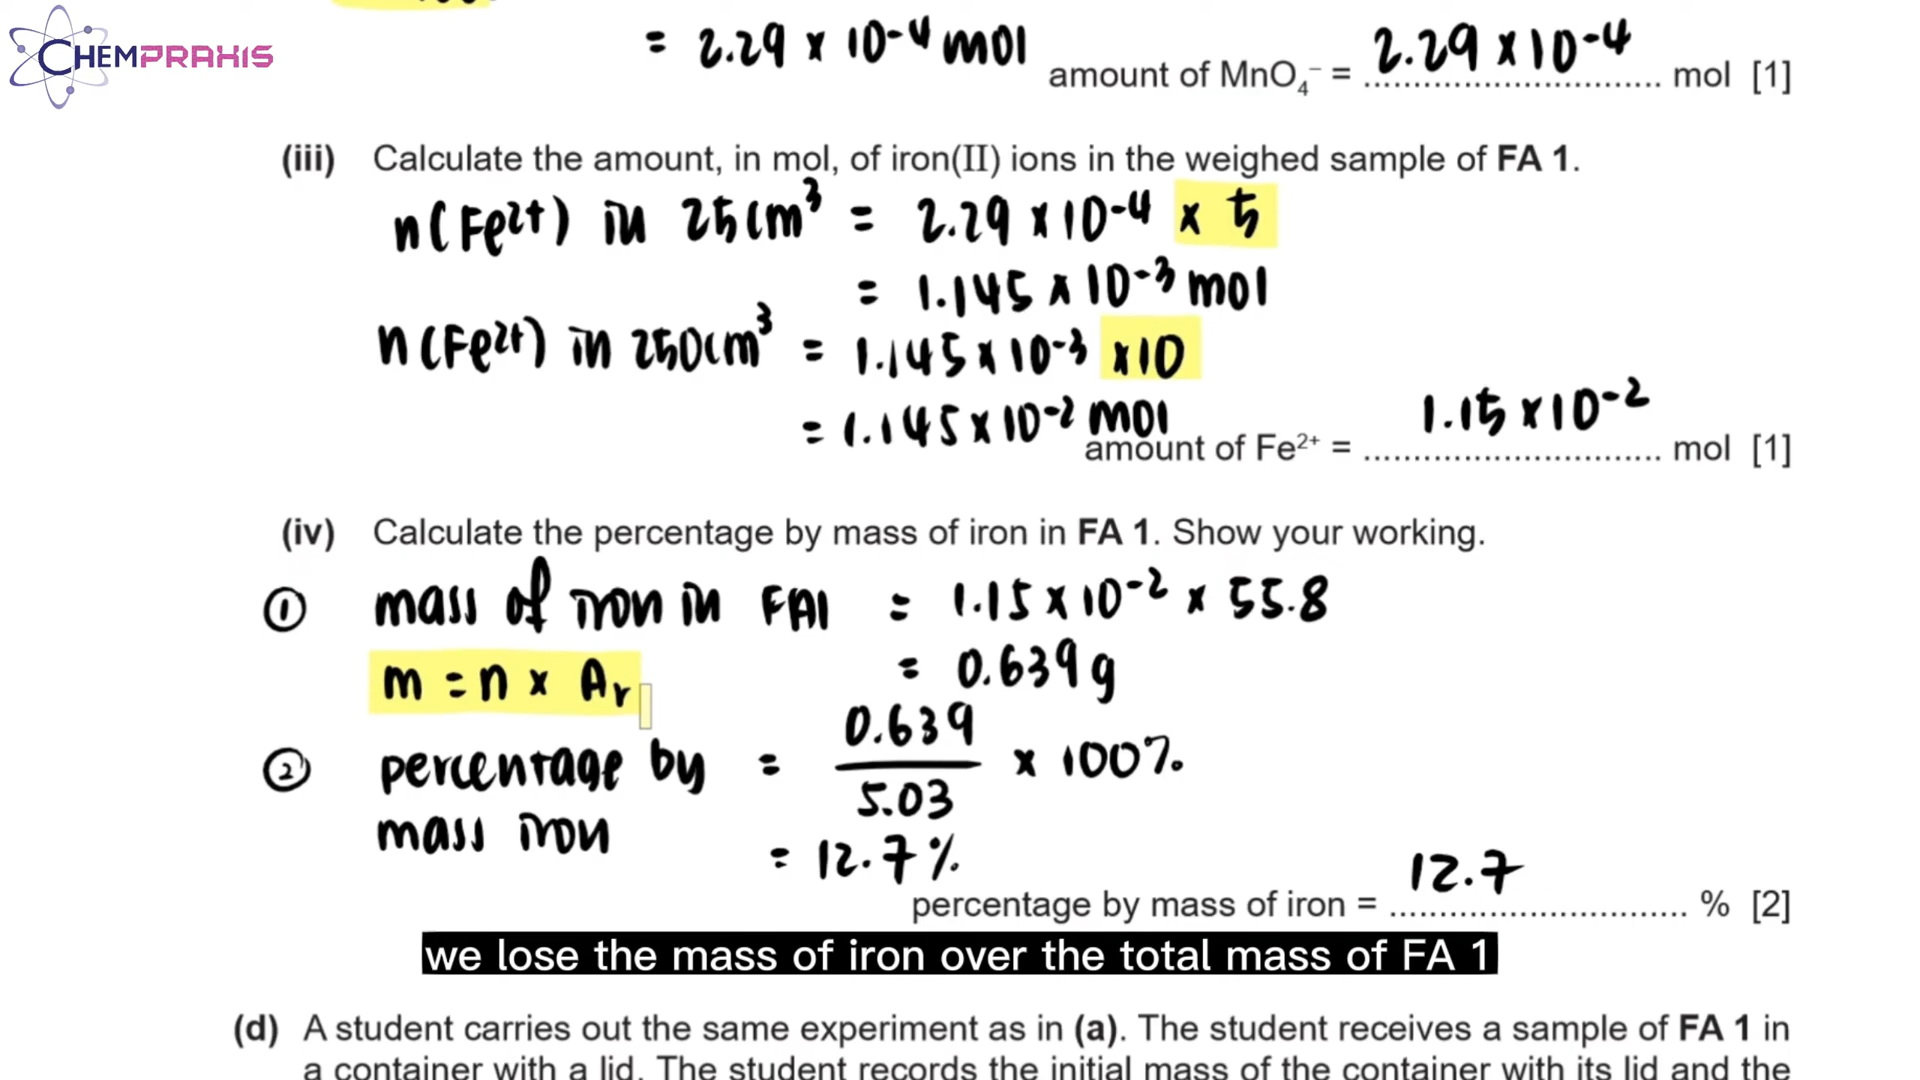 CHEMPRAXIS
= 2.29 × 10⁻⁴ mol
amount of MnO₄⁻ = 2.29 × 10⁻⁴ mol [1]
(iii) Calculate the amount, in mol, of iron(II) ions in the weighed sample of FA 1.
n(Fe²⁺) in 25cm³ = 2.29 × 10⁻⁴ × 5
= 1.145 × 10⁻³ mol
n(Fe²⁺) in 250cm³ = 1.145 × 10⁻³ ×10
= 1.145 × 10⁻² mol
amount of Fe²⁺ = 1.15 × 10⁻² mol [1]
(iv) Calculate the percentage by mass of iron in FA 1. Show your working.
① mass of iron in FA1 = 1.15 × 10⁻² × 55.8
m = n × Ar = 0.639 g
② percentage by mass iron = 0.639 / 5.03 × 100%
= 12.7%
percentage by mass of iron = 12.7 % [2]
we lose the mass of iron over the total mass of FA 1
(d) A student carries out the same experiment as in (a). The student receives a sample of FA 1 in
a container with a lid. The student records the initial mass of the container with its lid and the